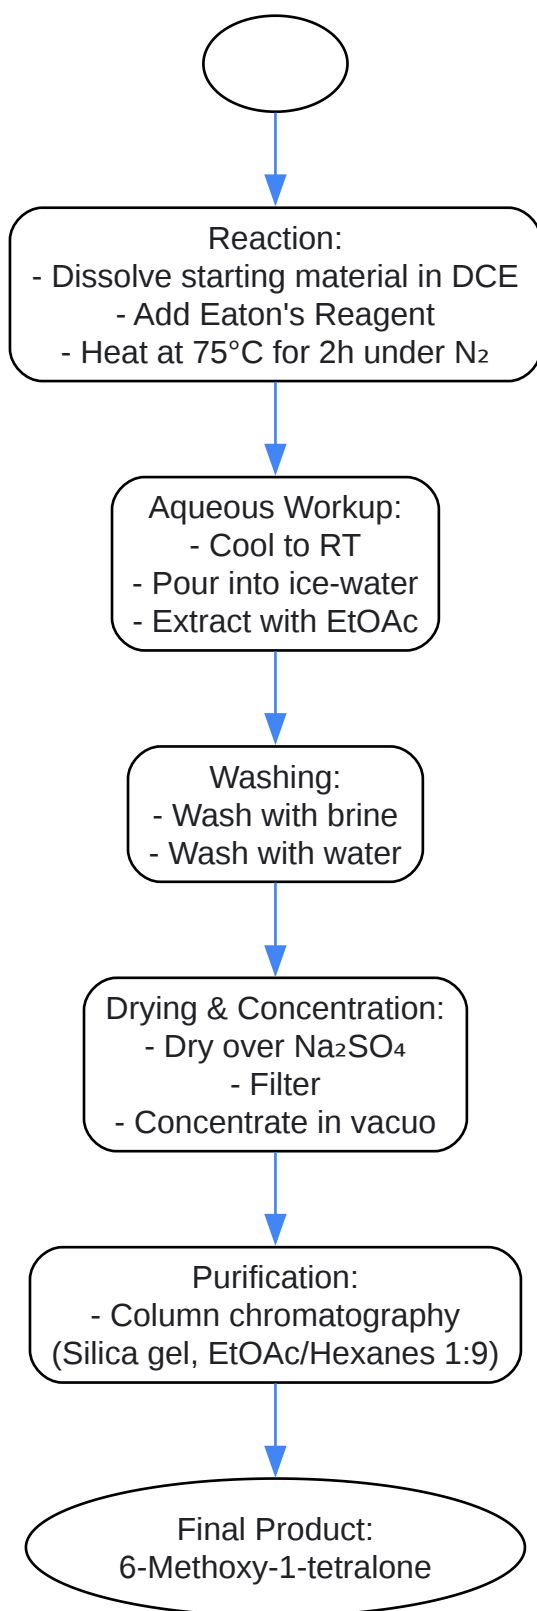 Reaction:
- Dissolve starting material in DCE
- Add Eaton's Reagent
- Heat at 75°C for 2h under N₂
Aqueous Workup:
- Cool to RT
- Pour into ice-water
- Extract with EtOAc
Washing:
- Wash with brine
- Wash with water
Drying & Concentration:
- Dry over Na₂SO₄
- Filter
- Concentrate in vacuo
Purification:
- Column chromatography
(Silica gel, EtOAc/Hexanes 1:9)
Final Product:
6-Methoxy-1-tetralone